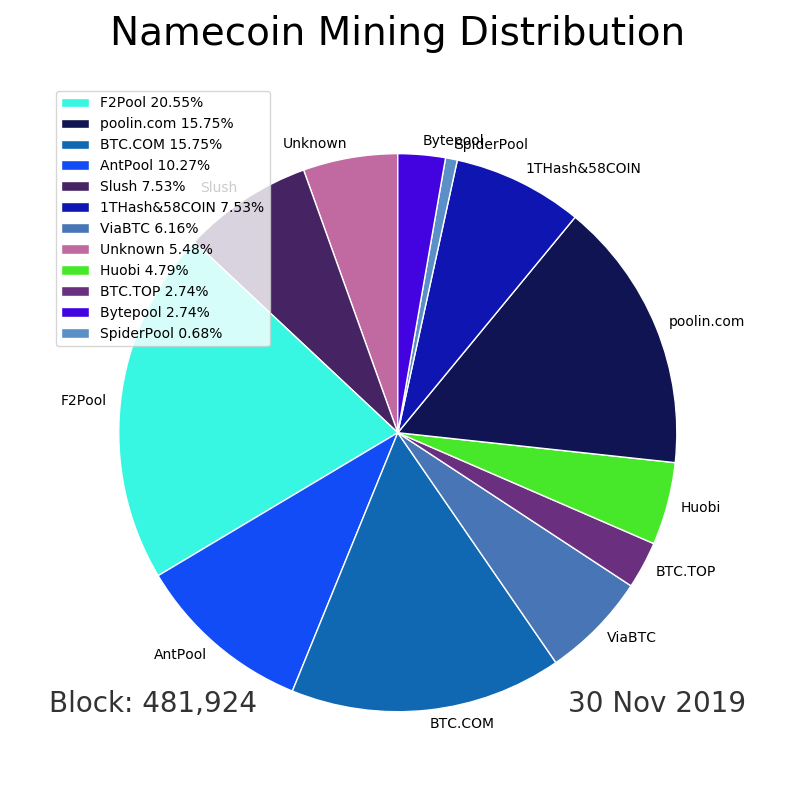 Namecoin Mining Distribution
F2Pool 20.55%
poolin.com 15.75%
BTC.COM 15.75%
AntPool 10.27%
Slush 7.53%
1THash&58COIN 7.53%
ViaBTC 6.16%
Unknown 5.48%
Huobi 4.79%
BTC.TOP 2.74%
Bytepool 2.74%
SpiderPool 0.68%
Unknown
Bytepool
SpiderPool
1THash&58COIN
Slush
poolin.com
F2Pool
Huobi
BTC.TOP
ViaBTC
AntPool
BTC.COM
Block: 481,924
30 Nov 2019